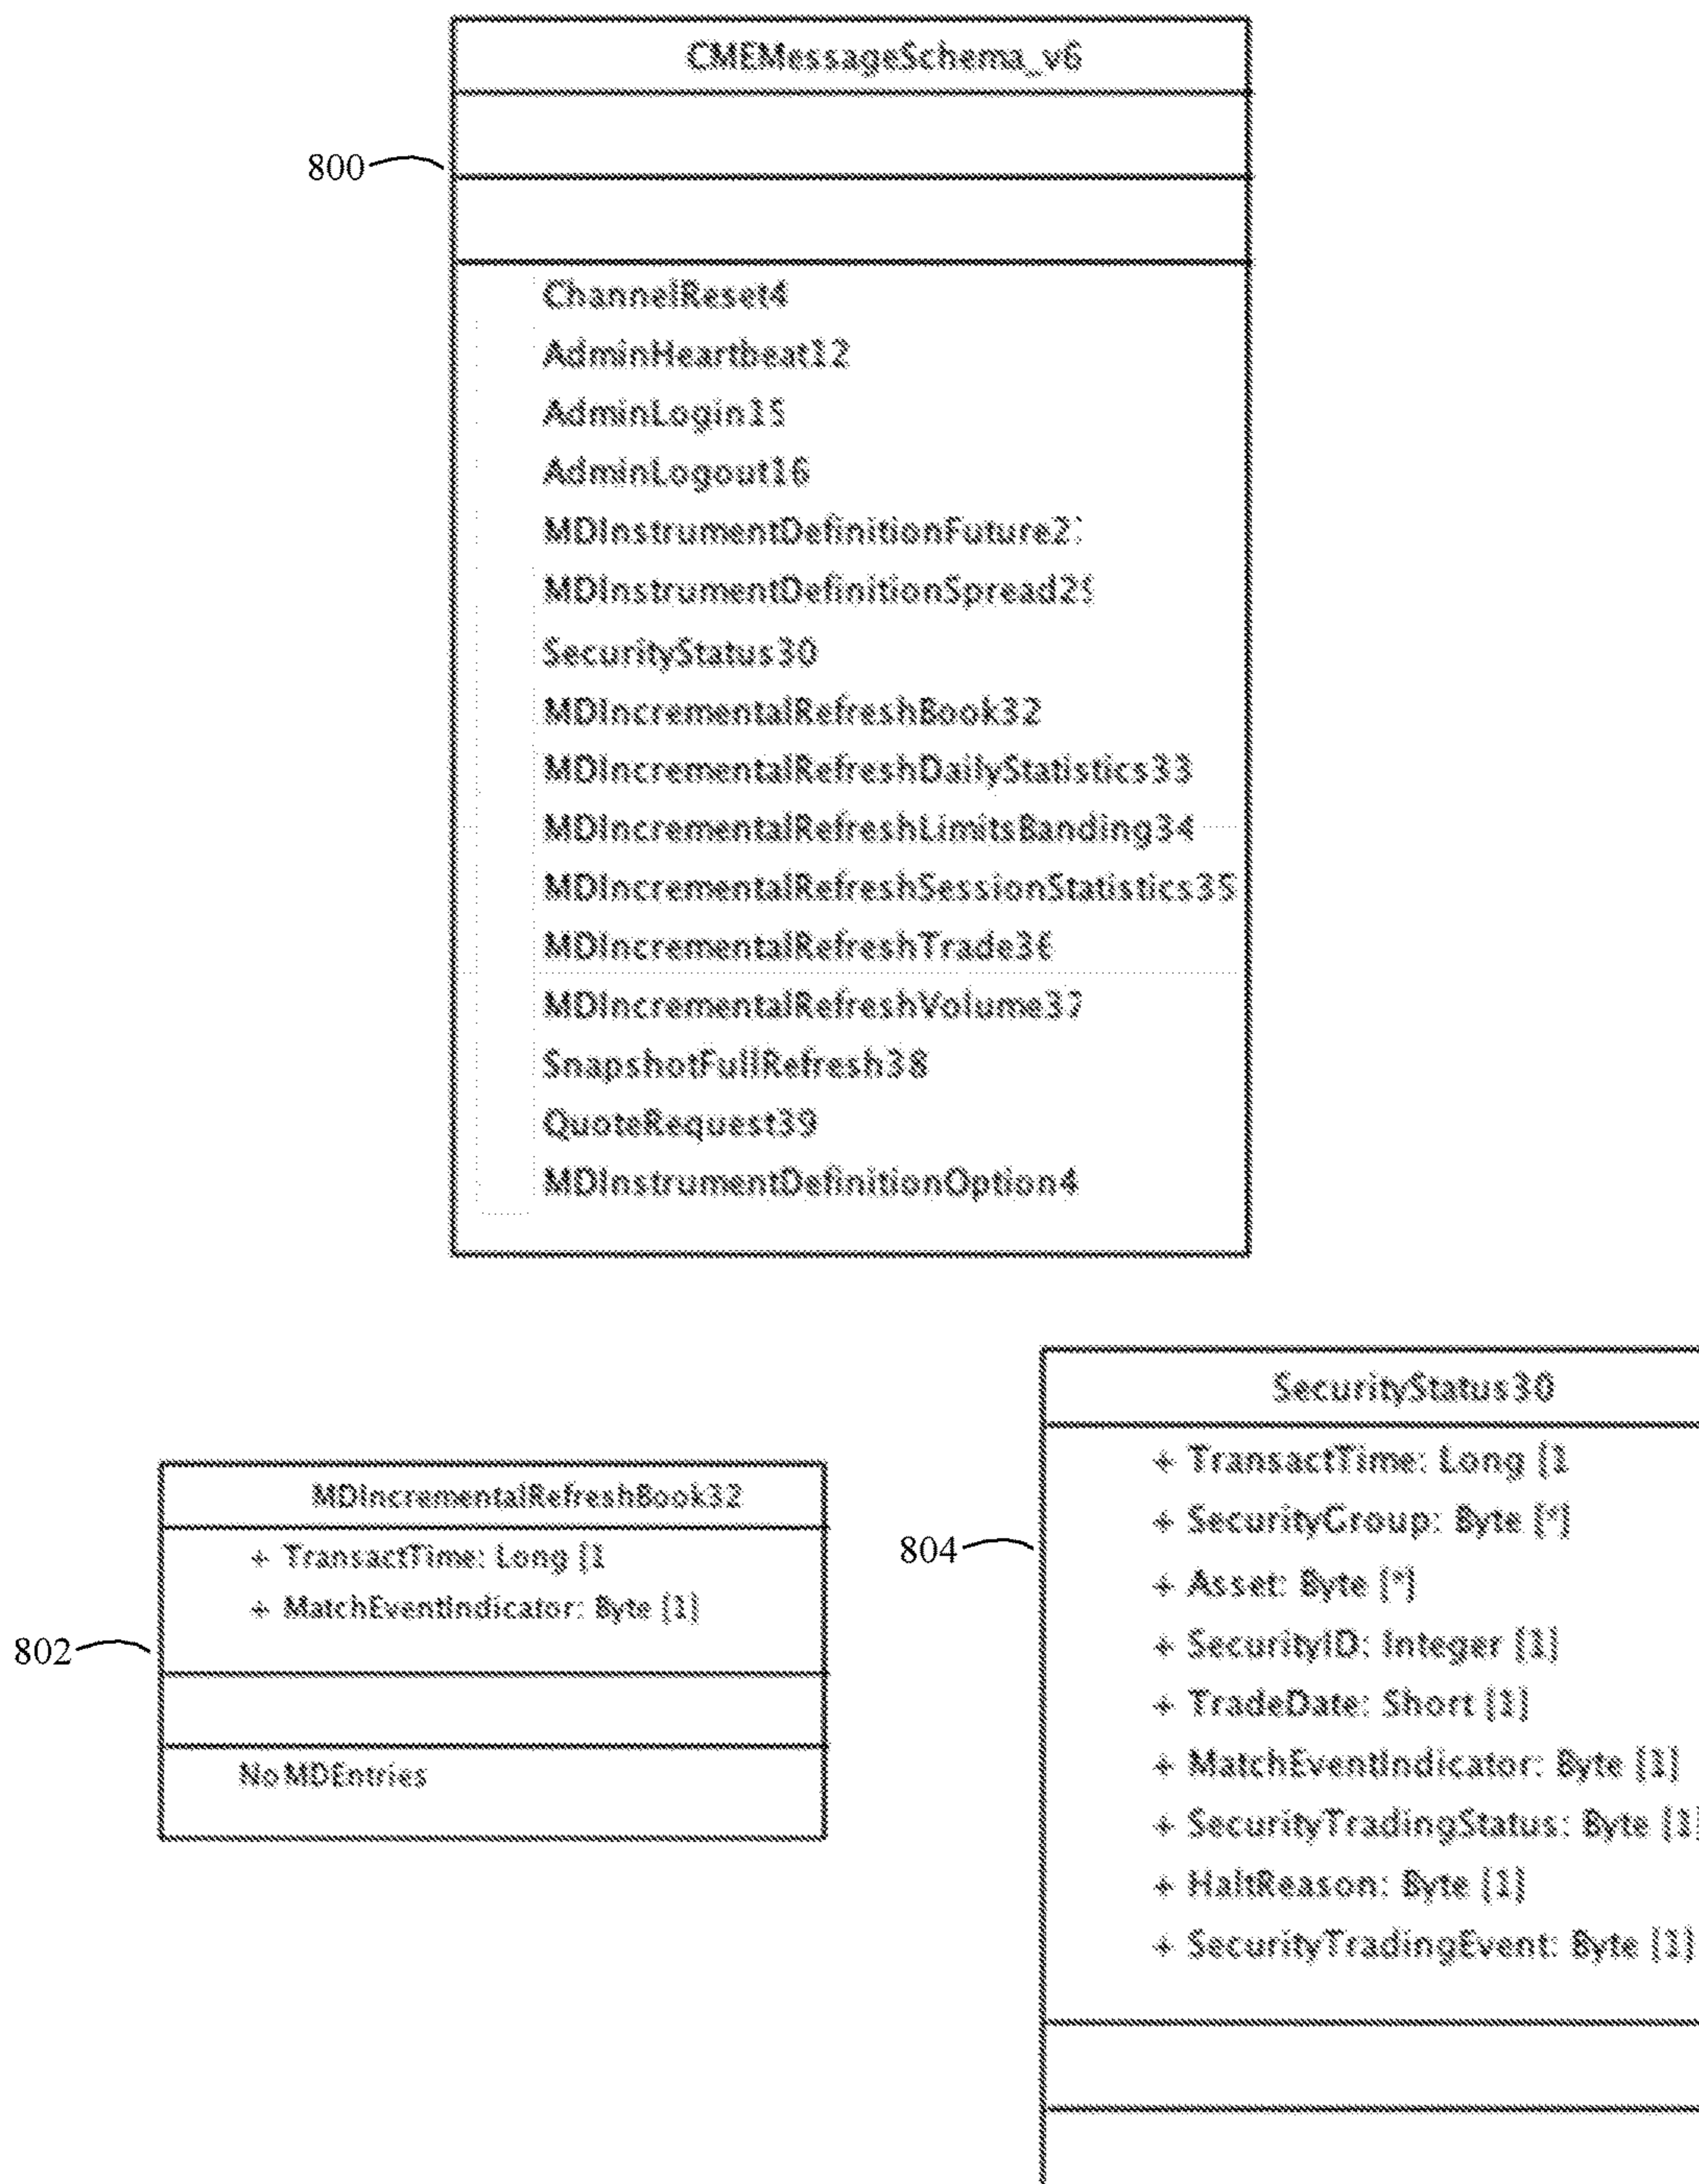 CMEMessageSchema_v6
800
ChannelReset4
AdminHeartbeat12
AdminLogin15
AdminLogout16
MDInstrumentDefinitionFuture2
MDInstrumentDefinitionSpread2
SecurityStatus30
MDIncrementalRefreshBook32
MDIncrementalRefreshDailyStatistics33
MDIncrementalRefreshLimitsBanding34
MDIncrementalRefreshSessionStatistics35
MDIncrementalRefreshTrade36
MDIncrementalRefreshVolume37
SnapshotFullRefresh38
QuoteRequest39
MDInstrumentDefinitionOption4
802
MDIncrementalRefreshBook32
+ TransactTime: Long [1
+ MatchEventIndicator: Byte [1]
NoMDEntries
804
SecurityStatus30
+ TransactTime: Long [1
+ SecurityGroup: Byte [*]
+ Asset: Byte [*]
+ SecurityID: Integer [1]
+ TradeDate: Short [1]
+ MatchEventIndicator: Byte [1]
+ SecurityTradingStatus: Byte [1]
+ HaltReason: Byte [1]
+ SecurityTradingEvent: Byte [1]